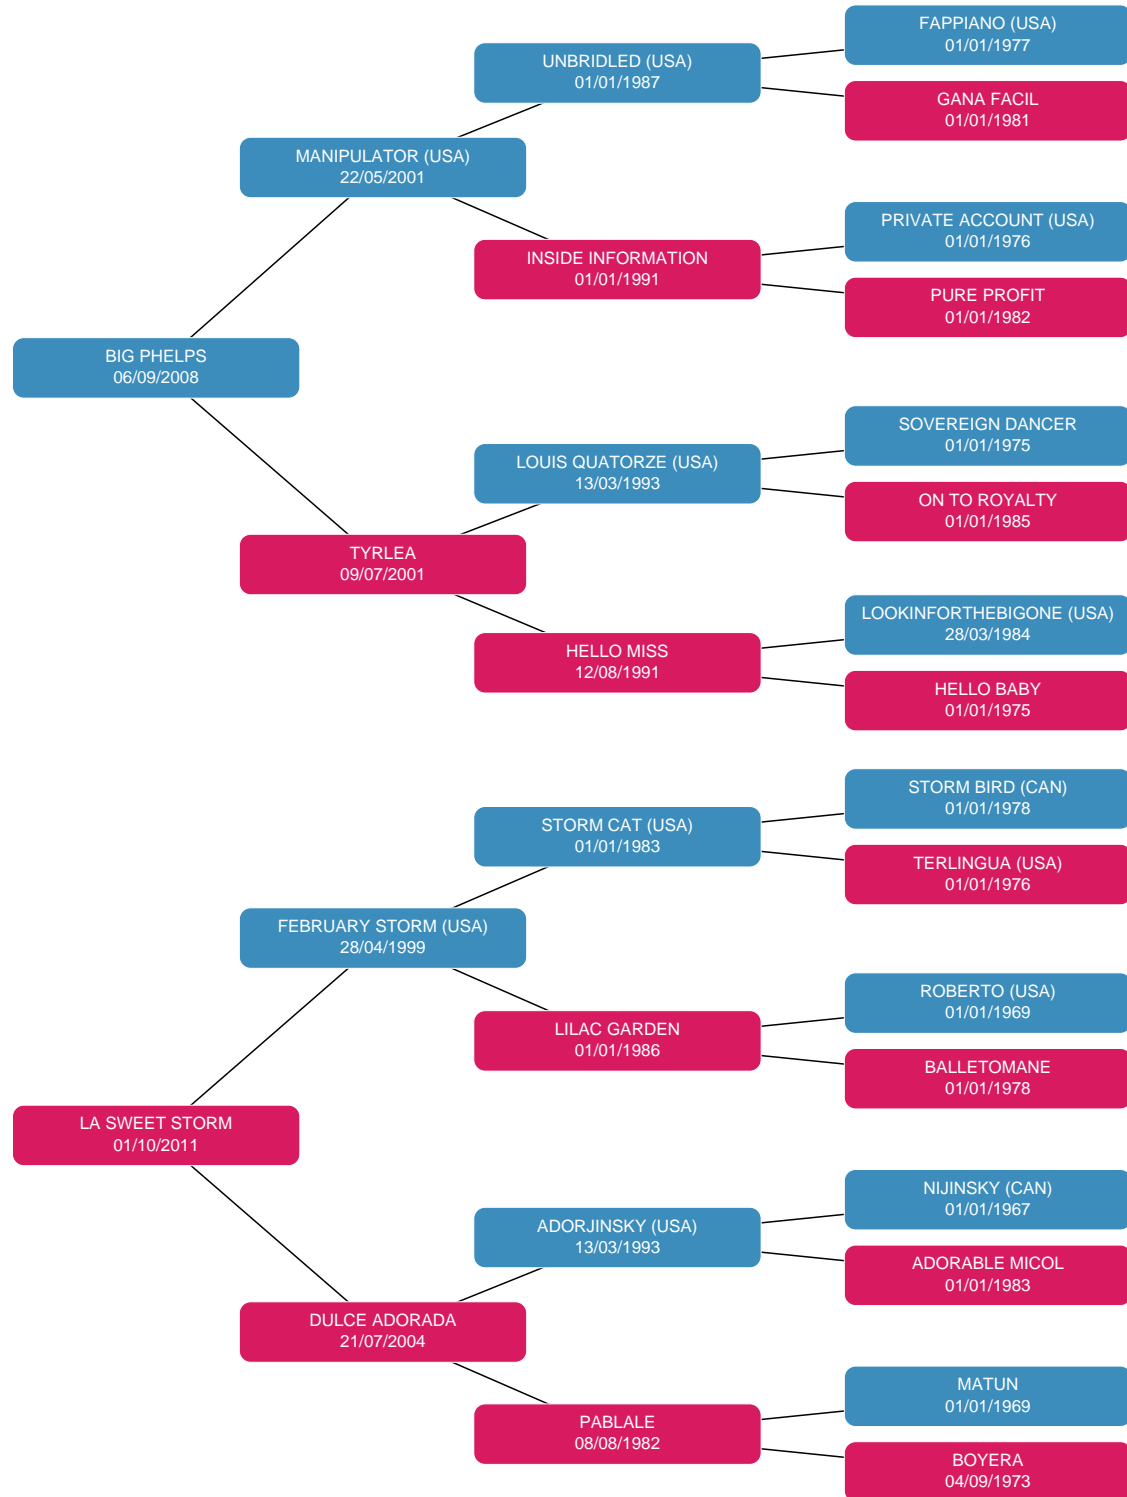 FAPPIANO (USA)
01/01/1977
UNBRIDLED (USA)
01/01/1987
GANA FACIL
01/01/1981
MANIPULATOR (USA)
22/05/2001
PRIVATE ACCOUNT (USA)
01/01/1976
INSIDE INFORMATION
01/01/1991
PURE PROFIT
01/01/1982
BIG PHELPS
06/09/2008
SOVEREIGN DANCER
01/01/1975
LOUIS QUATORZE (USA)
13/03/1993
ON TO ROYALTY
01/01/1985
TYRLEA
09/07/2001
LOOKINFORTHEBIGONE (USA)
28/03/1984
HELLO MISS
12/08/1991
HELLO BABY
01/01/1975
STORM BIRD (CAN)
01/01/1978
STORM CAT (USA)
01/01/1983
TERLINGUA (USA)
01/01/1976
FEBRUARY STORM (USA)
28/04/1999
ROBERTO (USA)
01/01/1969
LILAC GARDEN
01/01/1986
BALLETOMANE
01/01/1978
LA SWEET STORM
01/10/2011
NIJINSKY (CAN)
01/01/1967
ADORJINSKY (USA)
13/03/1993
ADORABLE MICOL
01/01/1983
DULCE ADORADA
21/07/2004
MATUN
01/01/1969
PABLALE
08/08/1982
BOYERA
04/09/1973